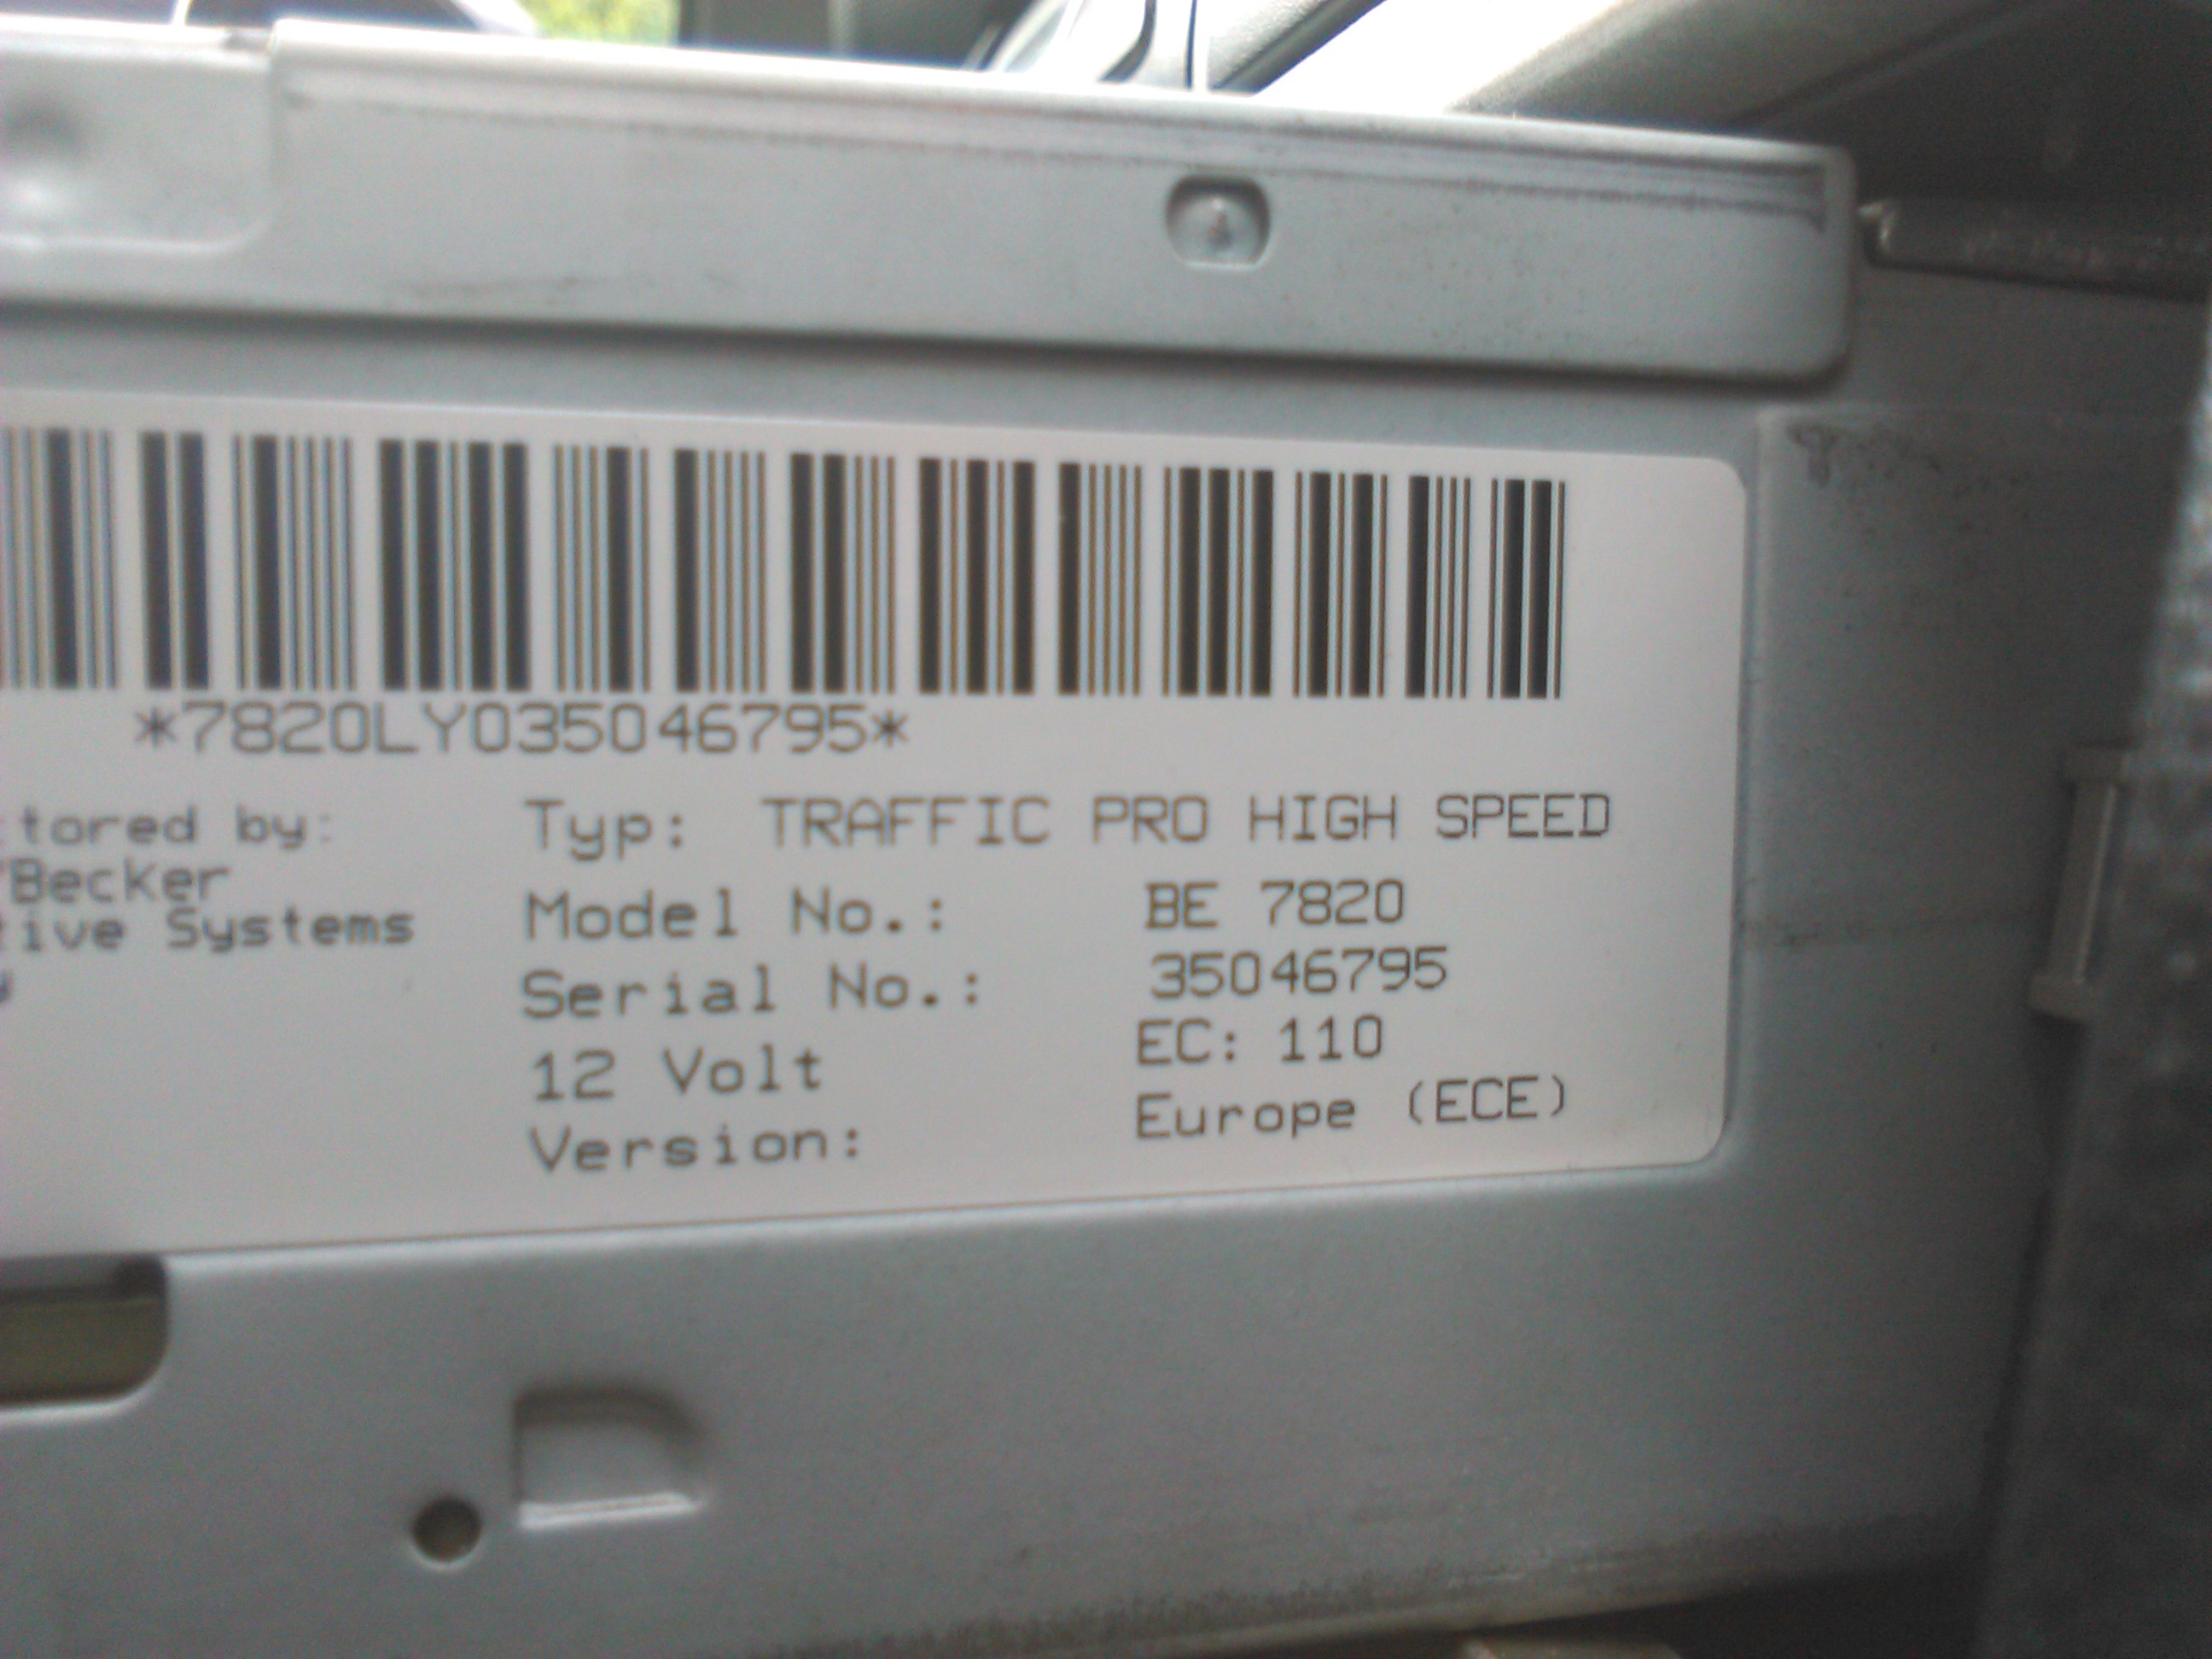 *7820LY035046795*
tored by:
Becker
tive Systems
y
Typ: TRAFFIC PRO HIGH SPEED
Model No.: BE 7820
Serial No.: 35046795
12 Volt EC: 110
Version: Europe (ECE)